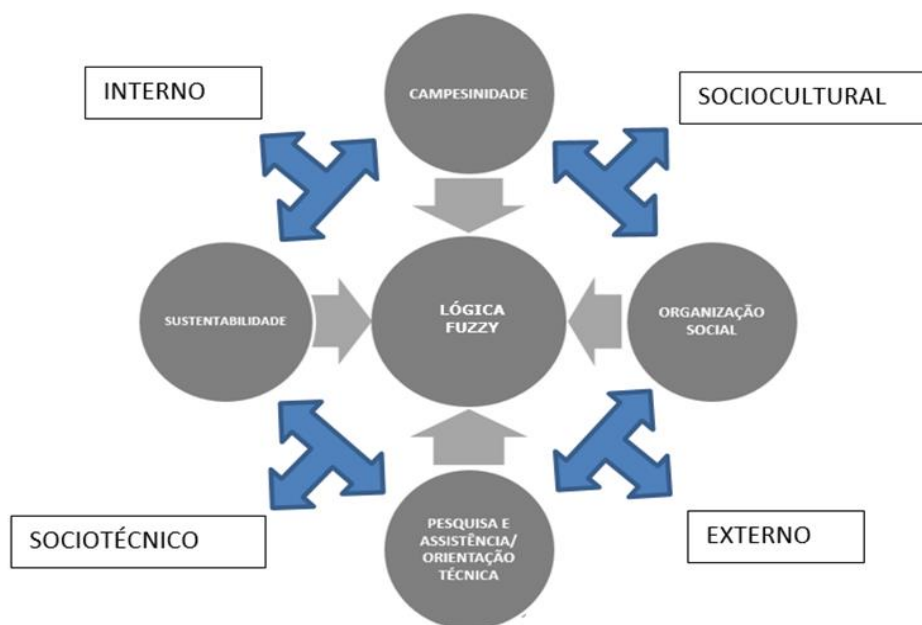 CAMPESINIDADE
INTERNO
SOCIOCULTURAL
SUSTENTABILIDADE
LÓGICA
FUZZY
ORGANIZAÇÃO
SOCIAL
SOCIOTÉCNICO
PESQUISA E
ASSISTÊNCIA/
ORIENTAÇÃO
TÉCNICA
EXTERNO